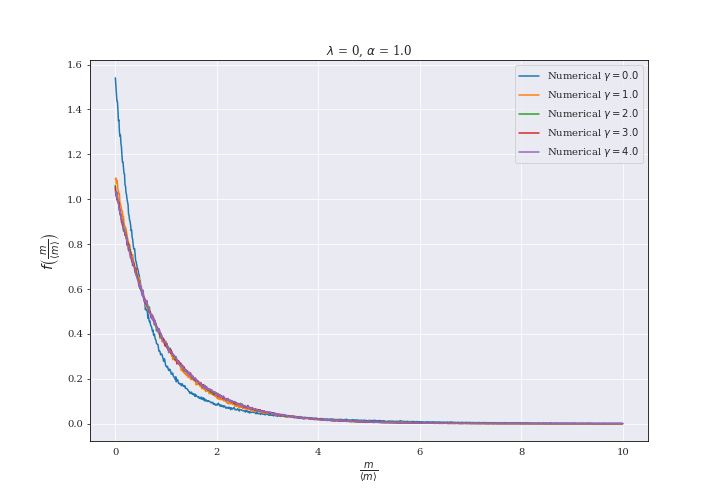 λ = 0, α = 1.0
1.6
1.4
1.2
1.0
0.8
0.6
0.4
0.2
0.0
f(m/⟨m⟩)
Numerical γ = 0.0
Numerical γ = 1.0
Numerical γ = 2.0
Numerical γ = 3.0
Numerical γ = 4.0
0 2 4 6 8 10
m/⟨m⟩